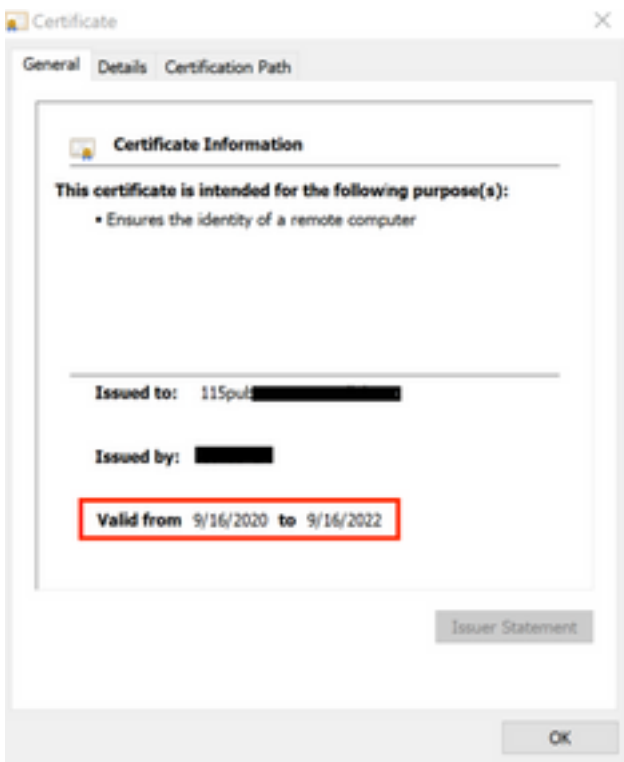 Certificate
General Details Certification Path
Certificate Information
This certificate is intended for the following purpose(s):
• Ensures the identity of a remote computer
Issued to: 115pub
Issued by:
Valid from 9/16/2020 to 9/16/2022
Issuer Statement
OK